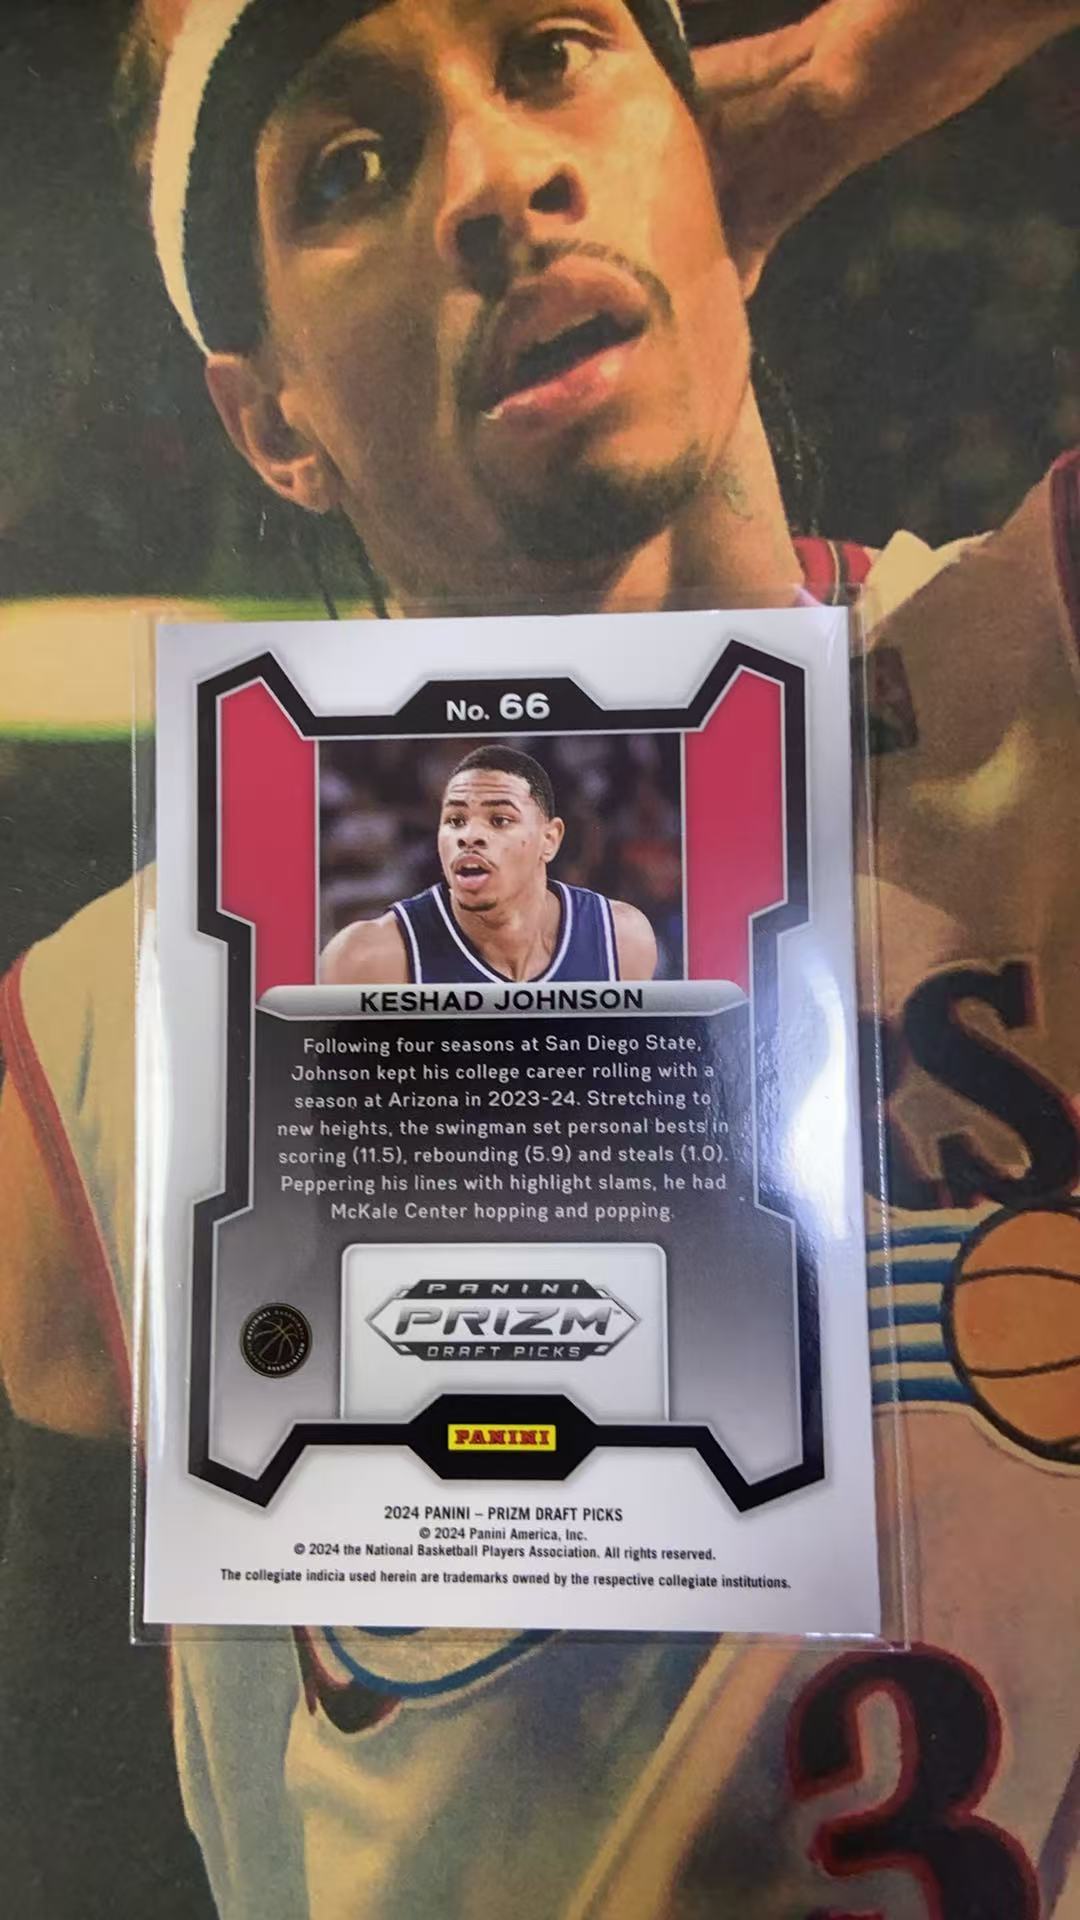 No. 66
KESHAD JOHNSON
Following four seasons at San Diego State,
Johnson kept his college career rolling with a
season at Arizona in 2023-24. Stretching to
new heights, the swingman set personal bests in
scoring (11.5), rebounding (5.9) and steals (1.0).
Peppering his lines with highlight slams, he had
McKale Center hopping and popping.
PANINI
PRIZM™
DRAFT PICKS
PANINI
2024 PANINI – PRIZM DRAFT PICKS
© 2024 Panini America, Inc.
© 2024 the National Basketball Players Association. All rights reserved.
The collegiate indicia used herein are trademarks owned by the respective collegiate institutions.
RS
3